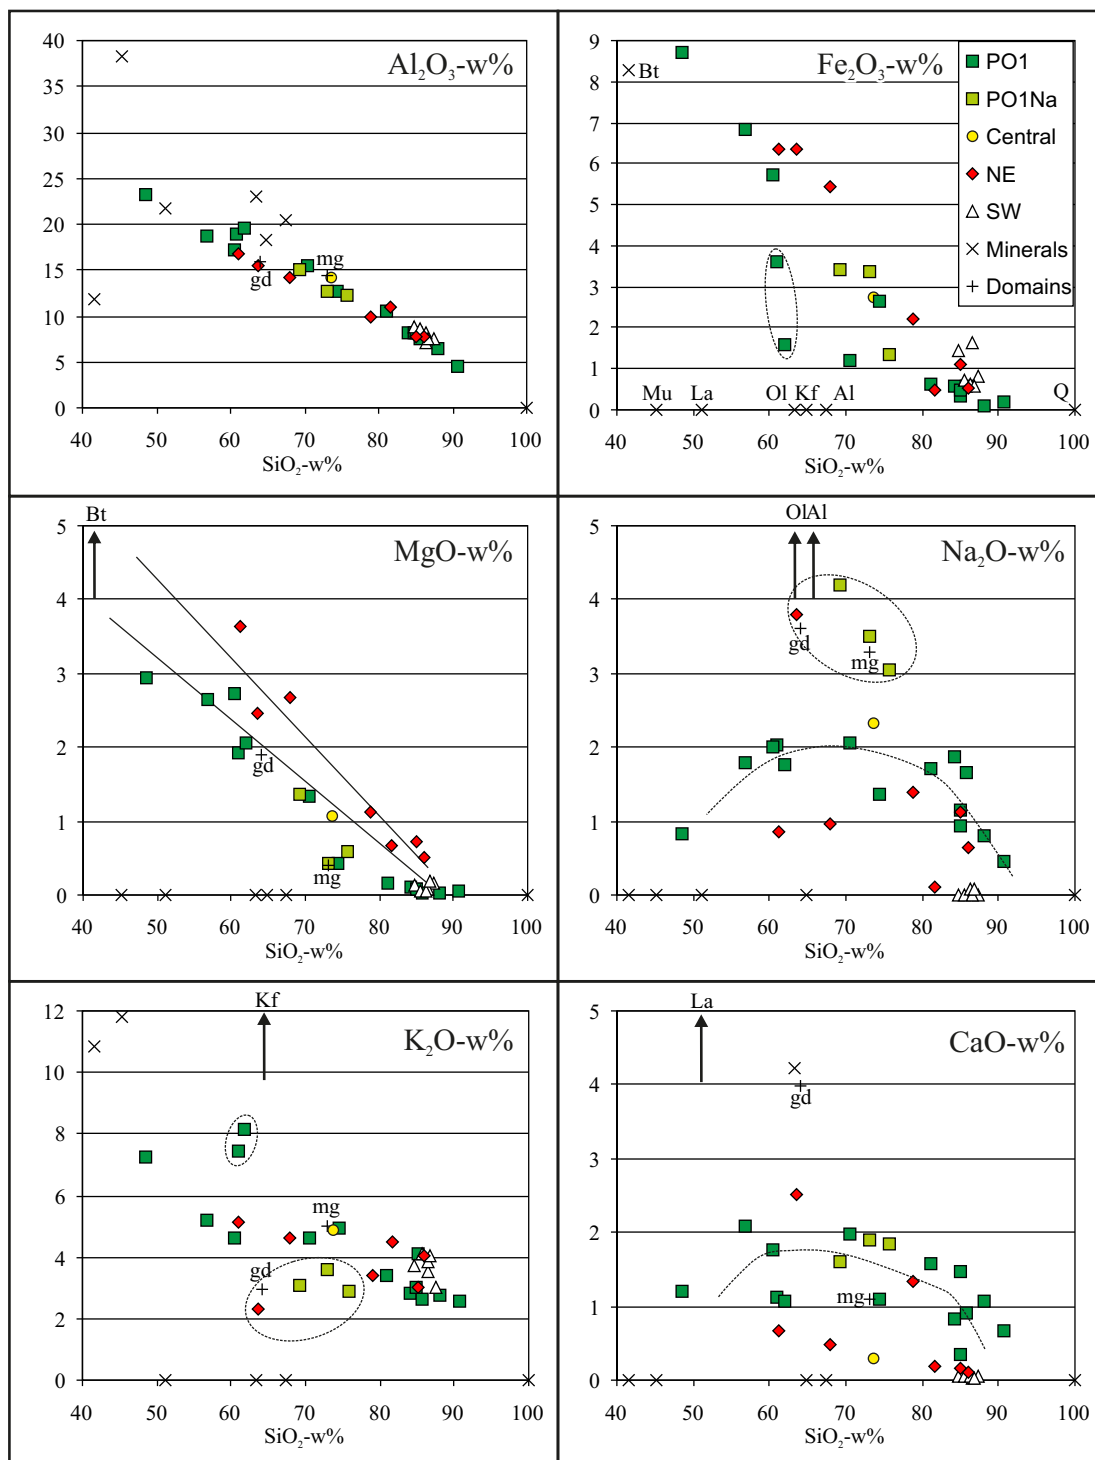 Al₂O₃-w%
40
35
30
25
20
15
10
5
0
mg
gd
40 50 60 70 80 90 100
SiO₂-w%
Fe₂O₃-w%
9
8
7
6
5
4
3
2
1
0
Bt
PO1
PO1Na
Central
NE
SW
Minerals
Domains
Mu La Ol Kf Al Q
40 50 60 70 80 90 100
SiO₂-w%
Bt
MgO-w%
5
4
3
2
1
0
gd
mg
40 50 60 70 80 90 100
SiO₂-w%
OlAl
Na₂O-w%
5
4
3
2
1
0
gd
mg
40 50 60 70 80 90 100
SiO₂-w%
Kf
K₂O-w%
12
10
8
6
4
2
0
mg
gd
40 50 60 70 80 90 100
SiO₂-w%
La
CaO-w%
5
4
3
2
1
0
gd
mg
40 50 60 70 80 90 100
SiO₂-w%